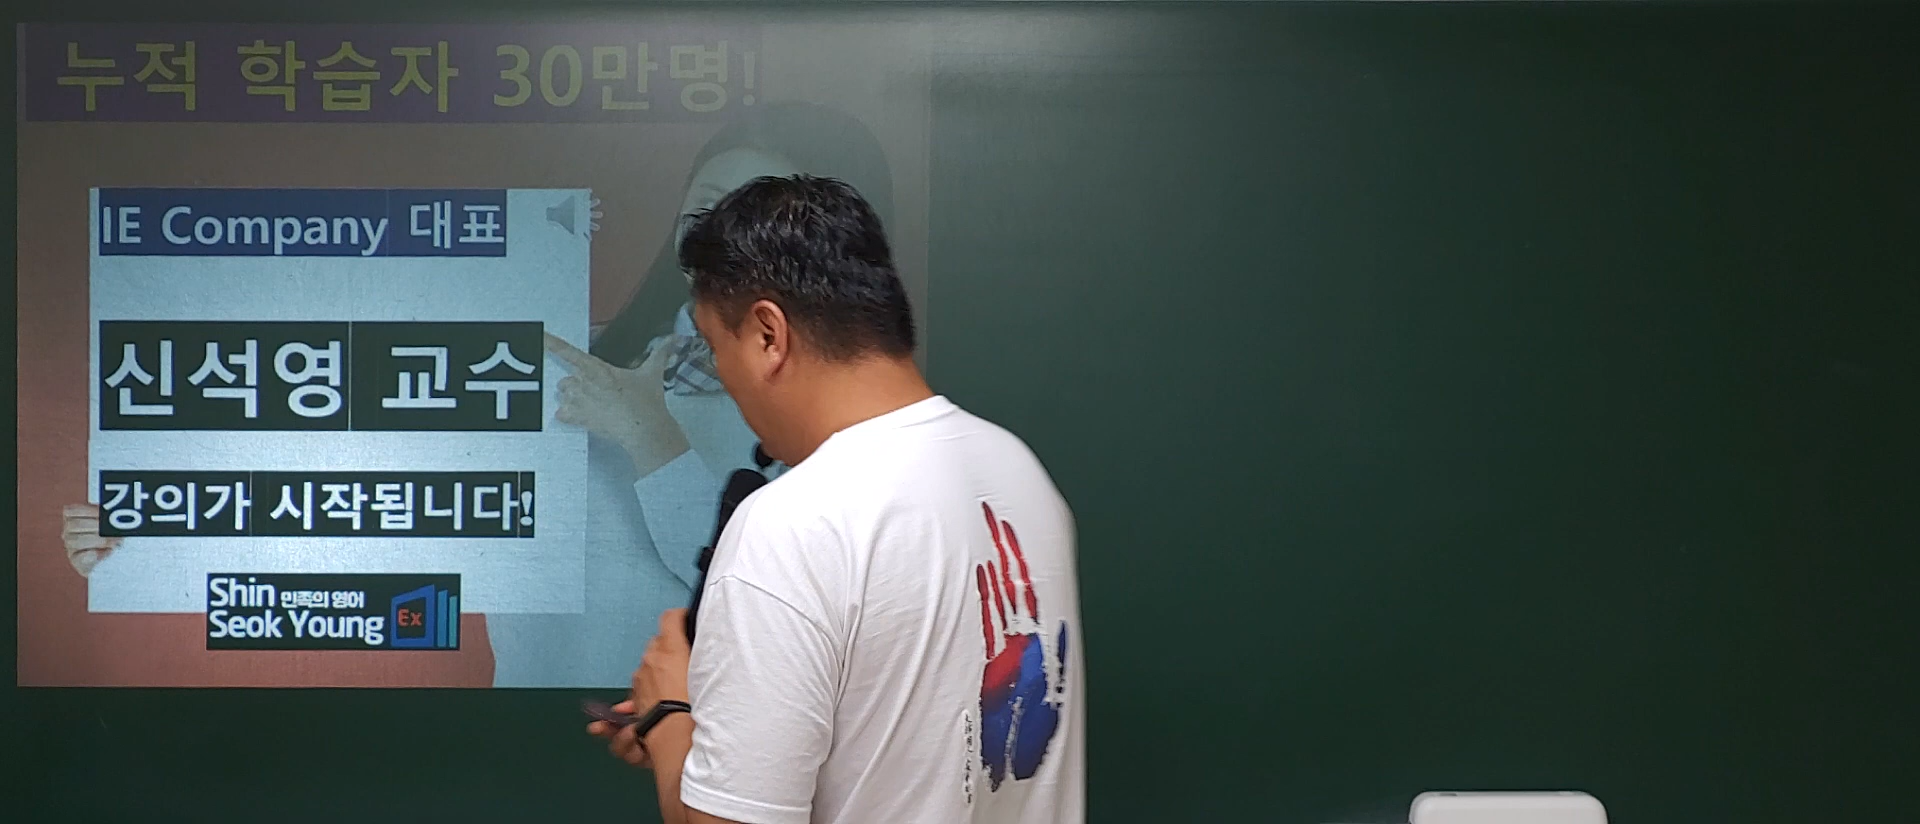 누적 학습자 30만명!
IE Company 대표
신석영 교수
강의가 시작됩니다!
Shin 민족의 영어
Seok Young Ex